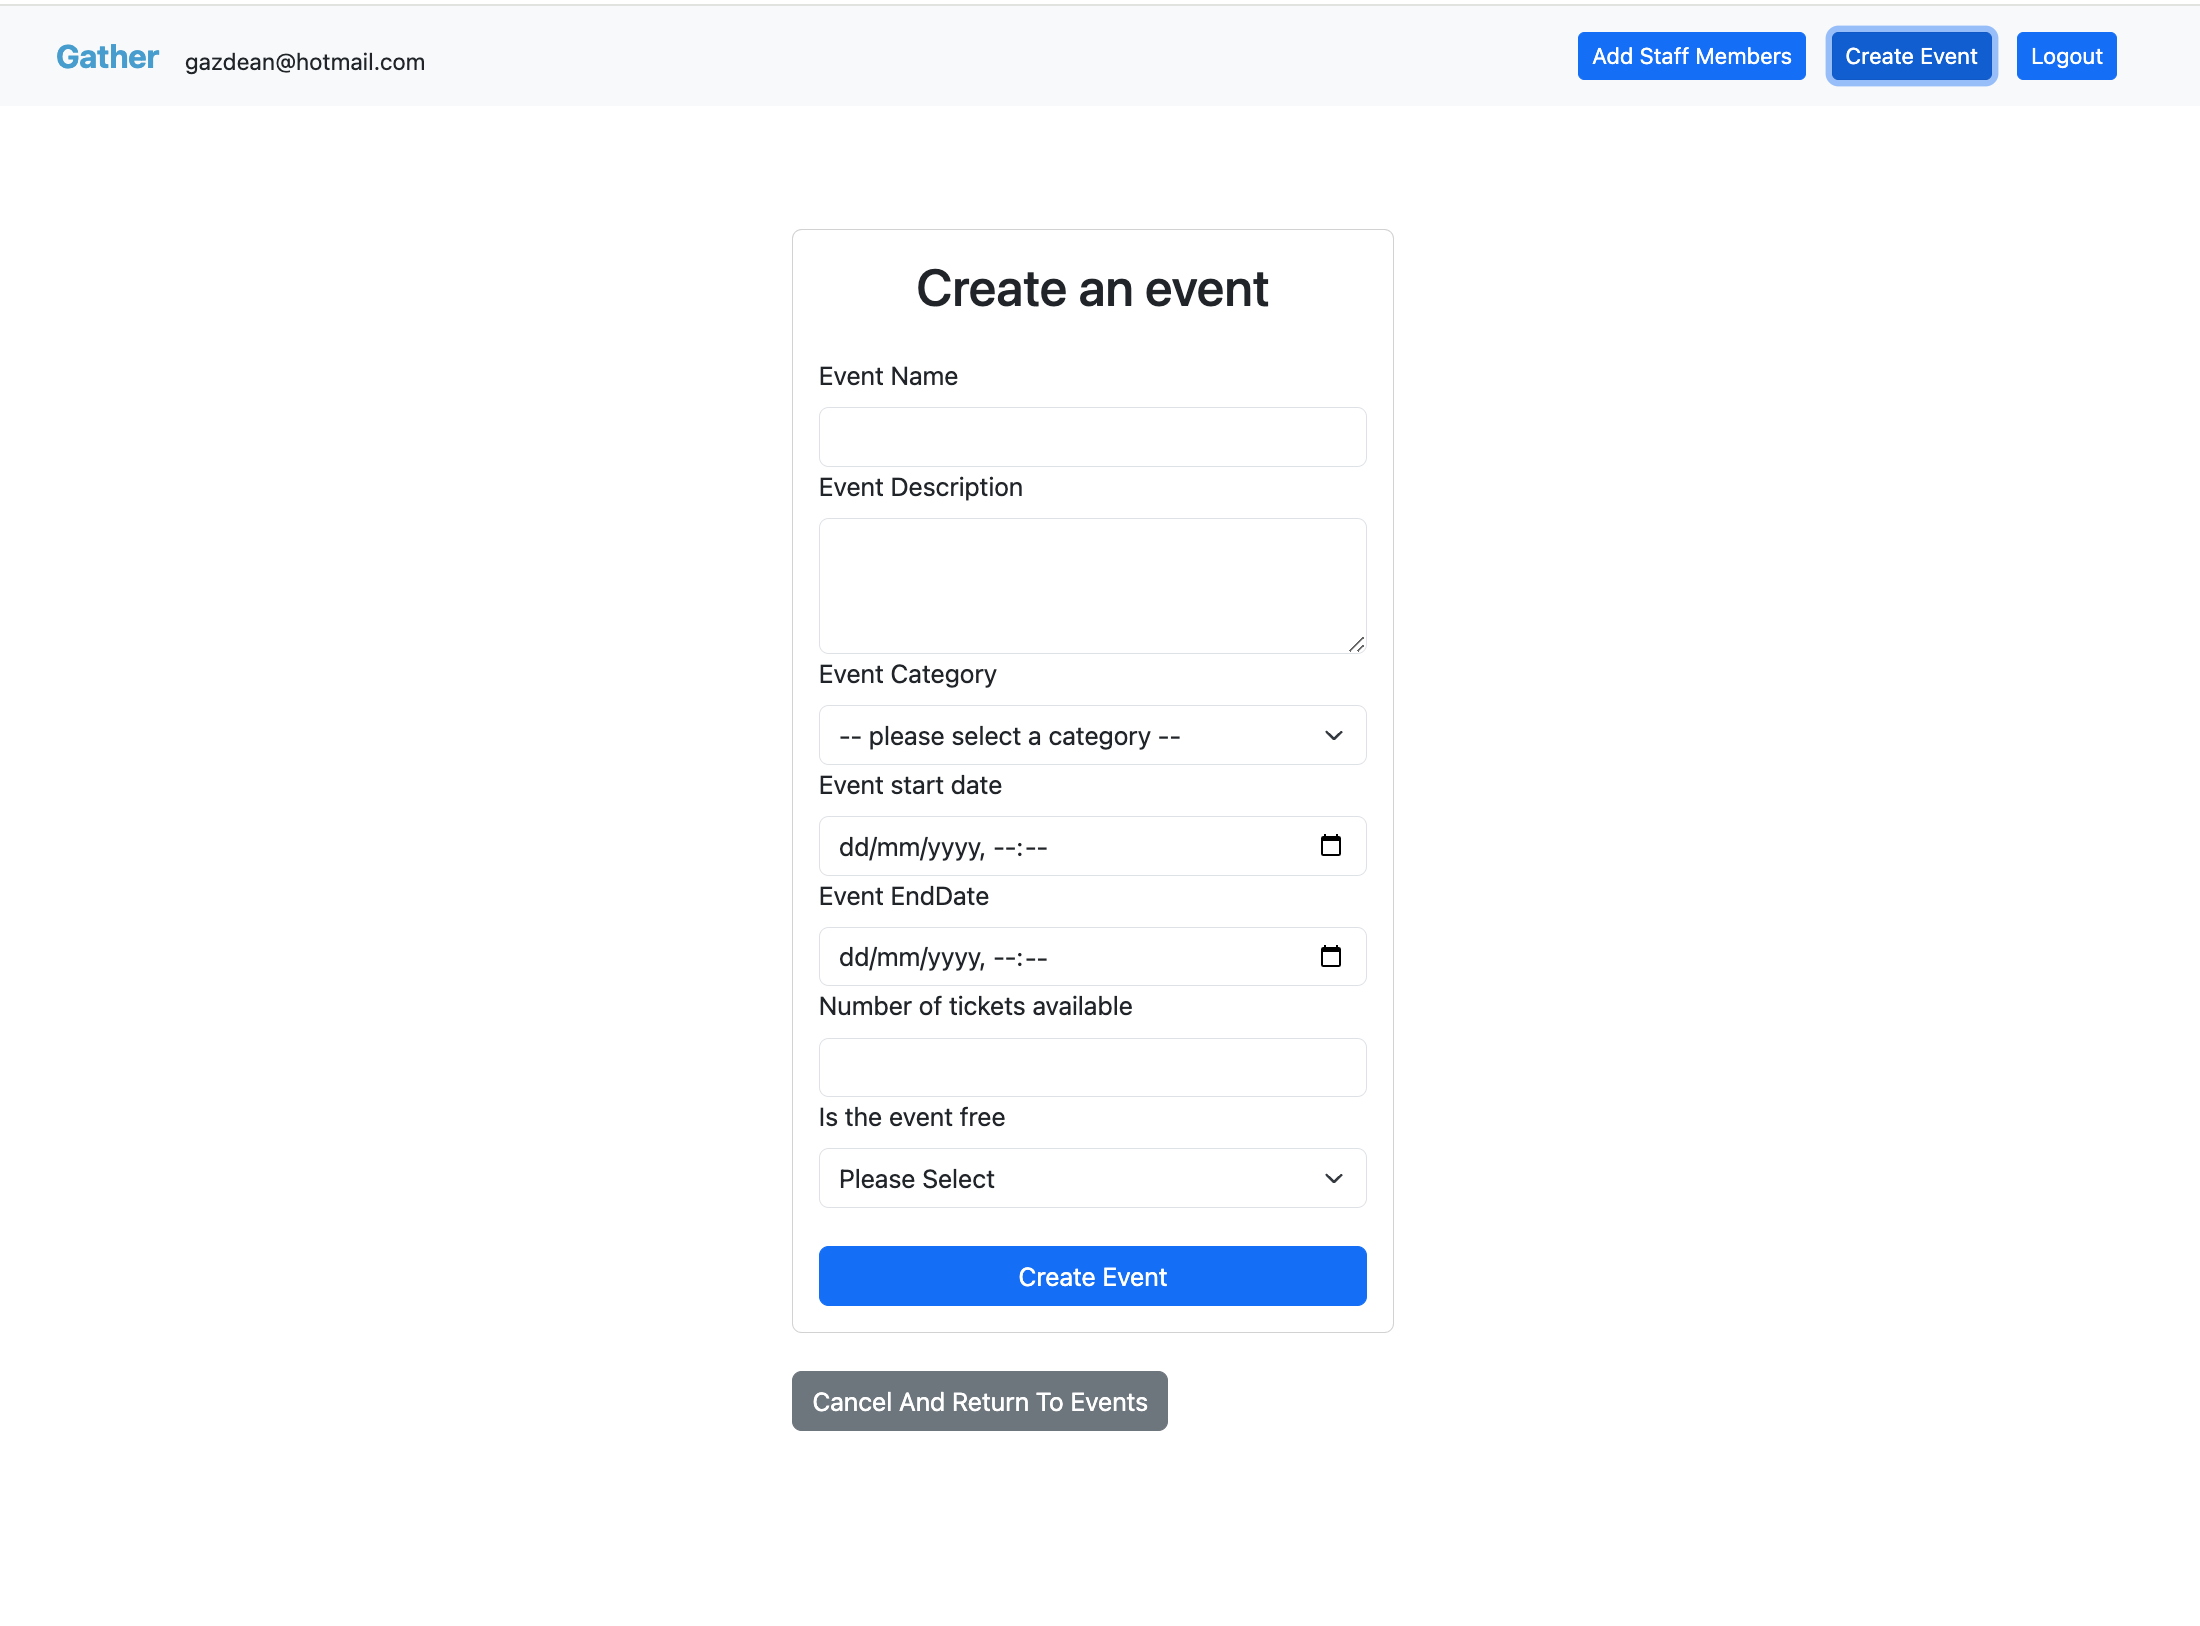 Gather gazdean@hotmail.com Add Staff Members Create Event Logout
Create an event
Event Name
Event Description
Event Category
-- please select a category --
Event start date
dd/mm/yyyy, --:--
Event EndDate
dd/mm/yyyy, --:--
Number of tickets available
Is the event free
Please Select
Create Event
Cancel And Return To Events